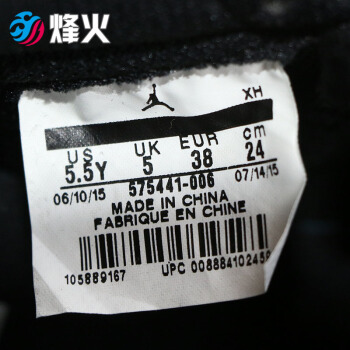 烽火
XH
US UK EUR cm
5.5Y 5 38 24
06/10/15 575441-006 07/14/15
MADE IN CHINA
FABRIQUE EN CHINE
105889167 UPC 00888410245